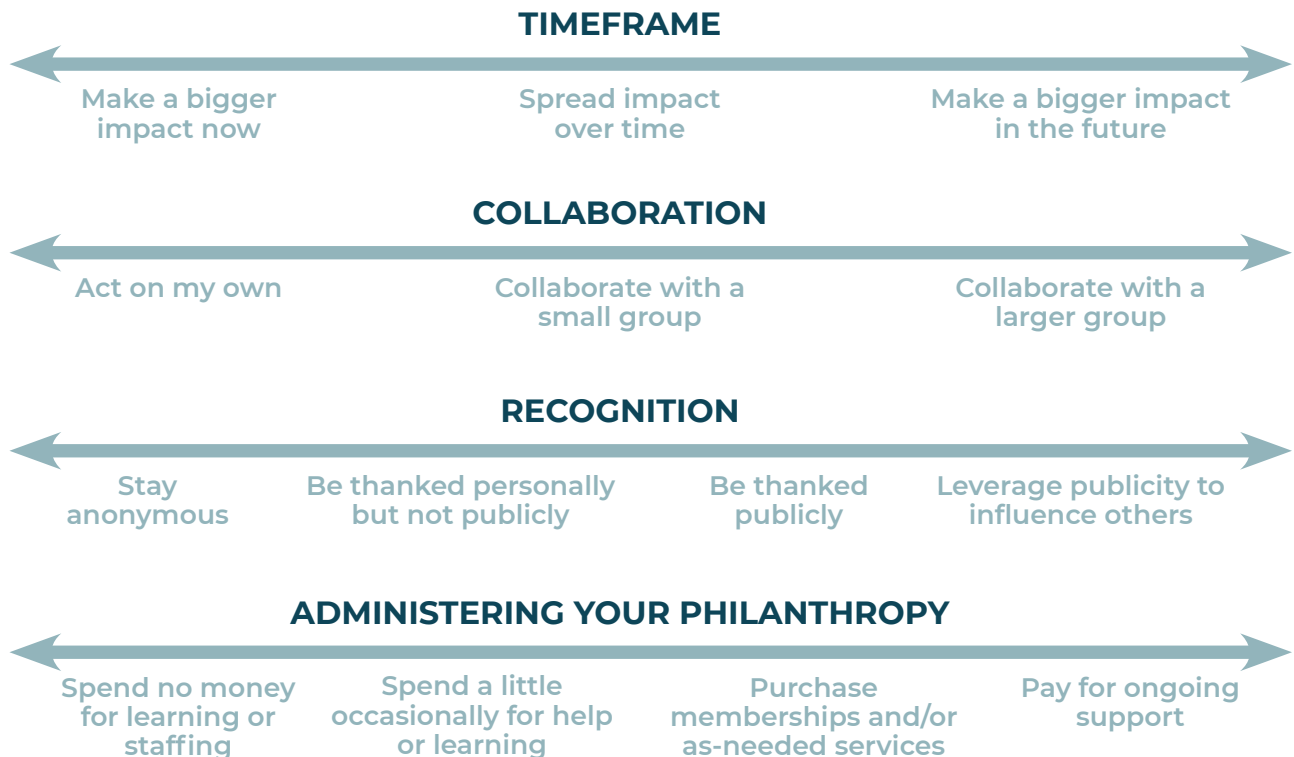 TIMEFRAME
Make a bigger
impact now
Spread impact
over time
Make a bigger impact
in the future
COLLABORATION
Act on my own
Collaborate with a
small group
Collaborate with a
larger group
RECOGNITION
Stay
anonymous
Be thanked personally
but not publicly
Be thanked
publicly
Leverage publicity to
influence others
ADMINISTERING YOUR PHILANTHROPY
Spend no money
for learning or
staffing
Spend a little
occasionally for help
or learning
Purchase
memberships and/or
as-needed services
Pay for ongoing
support